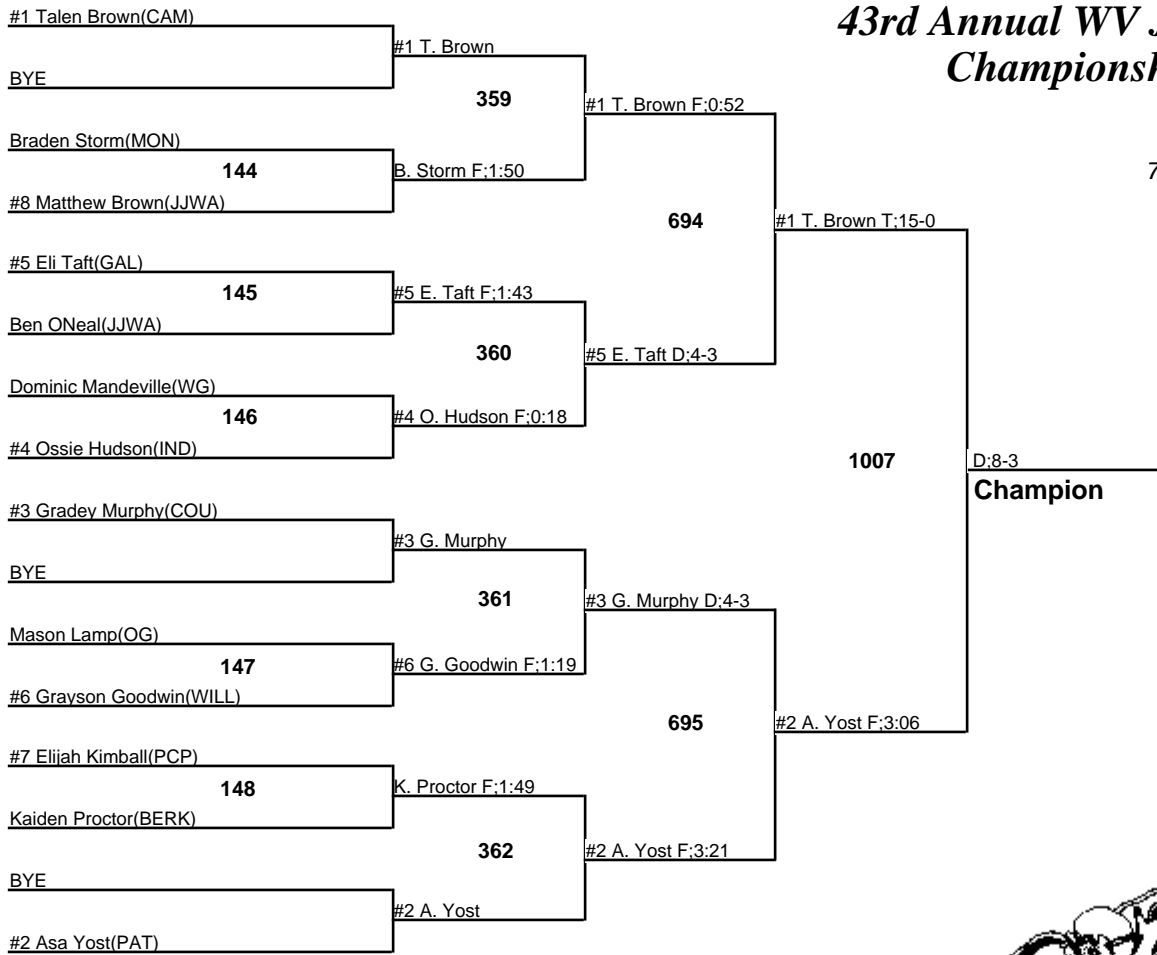 43rd Annual WV J
Championsh
7
#1 Talen Brown(CAM)
BYE
Braden Storm(MON)
144
#8 Matthew Brown(JJWA)
#5 Eli Taft(GAL)
145
Ben ONeal(JJWA)
Dominic Mandeville(WG)
146
#4 Ossie Hudson(IND)
#3 Gradey Murphy(COU)
BYE
Mason Lamp(OG)
147
#6 Grayson Goodwin(WILL)
#7 Elijah Kimball(PCP)
148
Kaiden Proctor(BERK)
BYE
#2 Asa Yost(PAT)
#1 T. Brown
359
B. Storm F;1:50
#5 E. Taft F;1:43
360
#4 O. Hudson F;0:18
#3 G. Murphy
361
#6 G. Goodwin F;1:19
K. Proctor F;1:49
362
#2 A. Yost
#1 T. Brown F;0:52
694
#5 E. Taft D;4-3
#3 G. Murphy D;4-3
695
#2 A. Yost F;3:21
#1 T. Brown T;15-0
1007
#2 A. Yost F;3:06
D;8-3
Champion